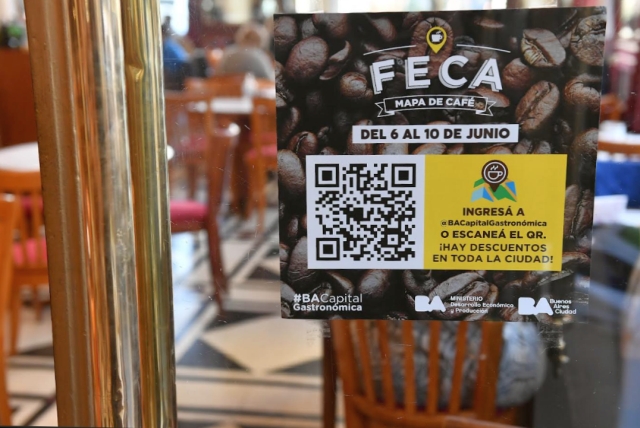 FECA
MAPA DE CAFÉ
DEL 6 AL 10 DE JUNIO
INGRESÁ A
@BACapitalGastronómica
O ESCANEÁ EL QR.
¡HAY DESCUENTOS
EN TODA LA CIUDAD!
#BACapital
Gastronómica
BA
MINISTERIO
Desarrollo Económico
y Producción
BA
Buenos
Aires
Ciudad